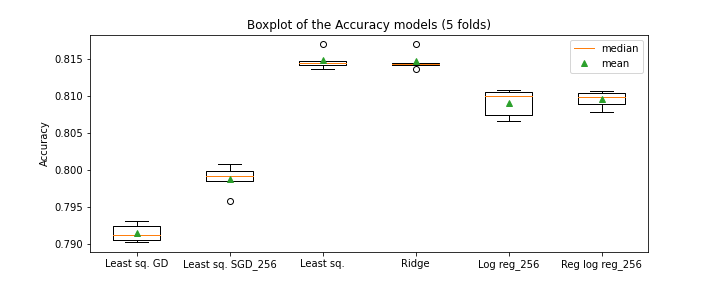 Boxplot of the Accuracy models (5 folds)
median
mean
Accuracy
0.815
0.810
0.805
0.800
0.795
0.790
Least sq. GD
Least sq. SGD_256
Least sq.
Ridge
Log reg_256
Reg log reg_256